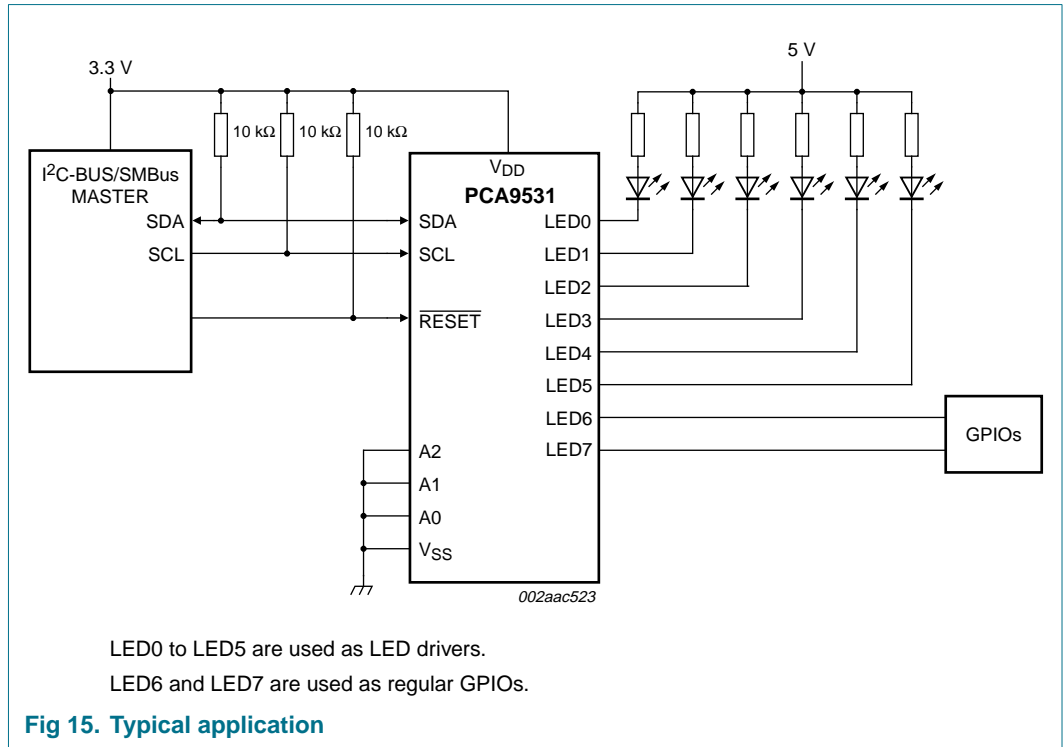 3.3 V
5 V
10 kΩ 10 kΩ 10 kΩ
I2C-BUS/SMBus
MASTER
SDA
SCL
VDD
PCA9531
SDA
SCL
RESET
A2
A1
A0
VSS
LED0
LED1
LED2
LED3
LED4
LED5
LED6
LED7
GPIOs
002aac523
LED0 to LED5 are used as LED drivers.
LED6 and LED7 are used as regular GPIOs.
Fig 15. Typical application